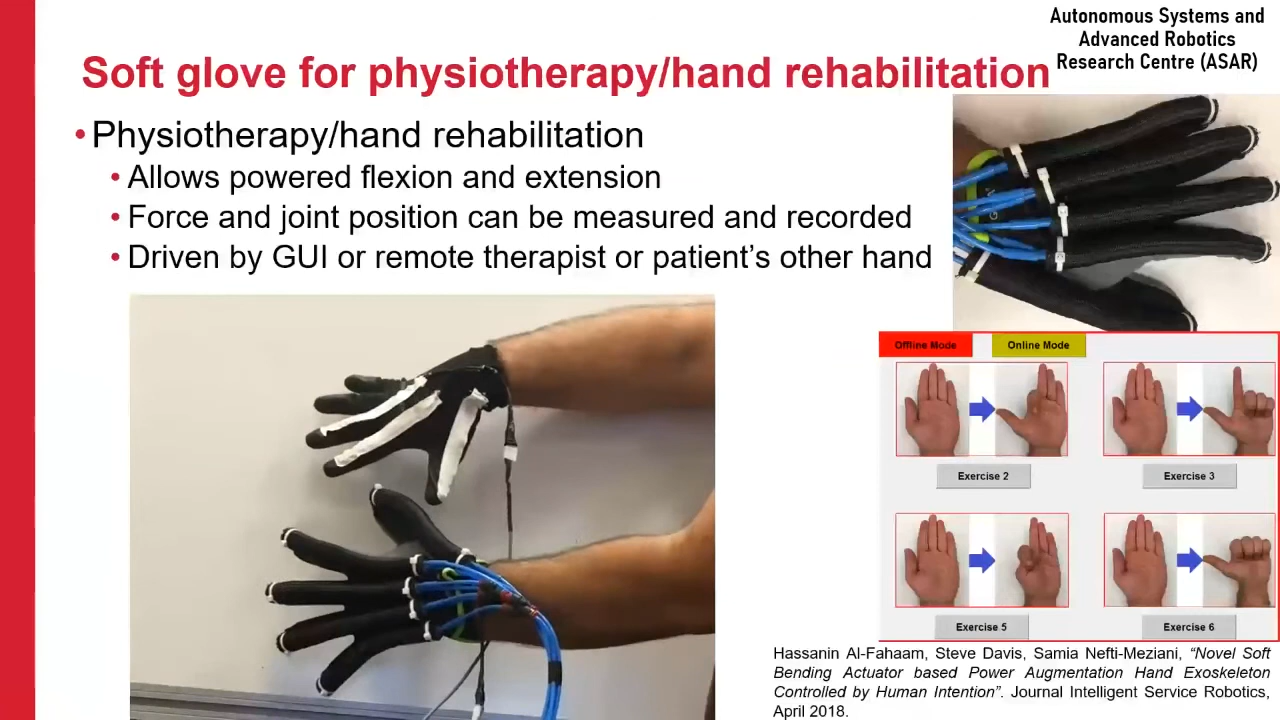 Autonomous Systems and
Advanced Robotics
Research Centre (ASAR)
Soft glove for physiotherapy/hand rehabilitation
•Physiotherapy/hand rehabilitation
• Allows powered flexion and extension
• Force and joint position can be measured and recorded
• Driven by GUI or remote therapist or patient’s other hand
Offline Mode
Online Mode
Exercise 2
Exercise 3
Exercise 5
Exercise 6
Hassanin Al-Fahaam, Steve Davis, Samia Nefti-Meziani, “Novel Soft
Bending Actuator based Power Augmentation Hand Exoskeleton
Controlled by Human Intention”. Journal Intelligent Service Robotics,
April 2018.